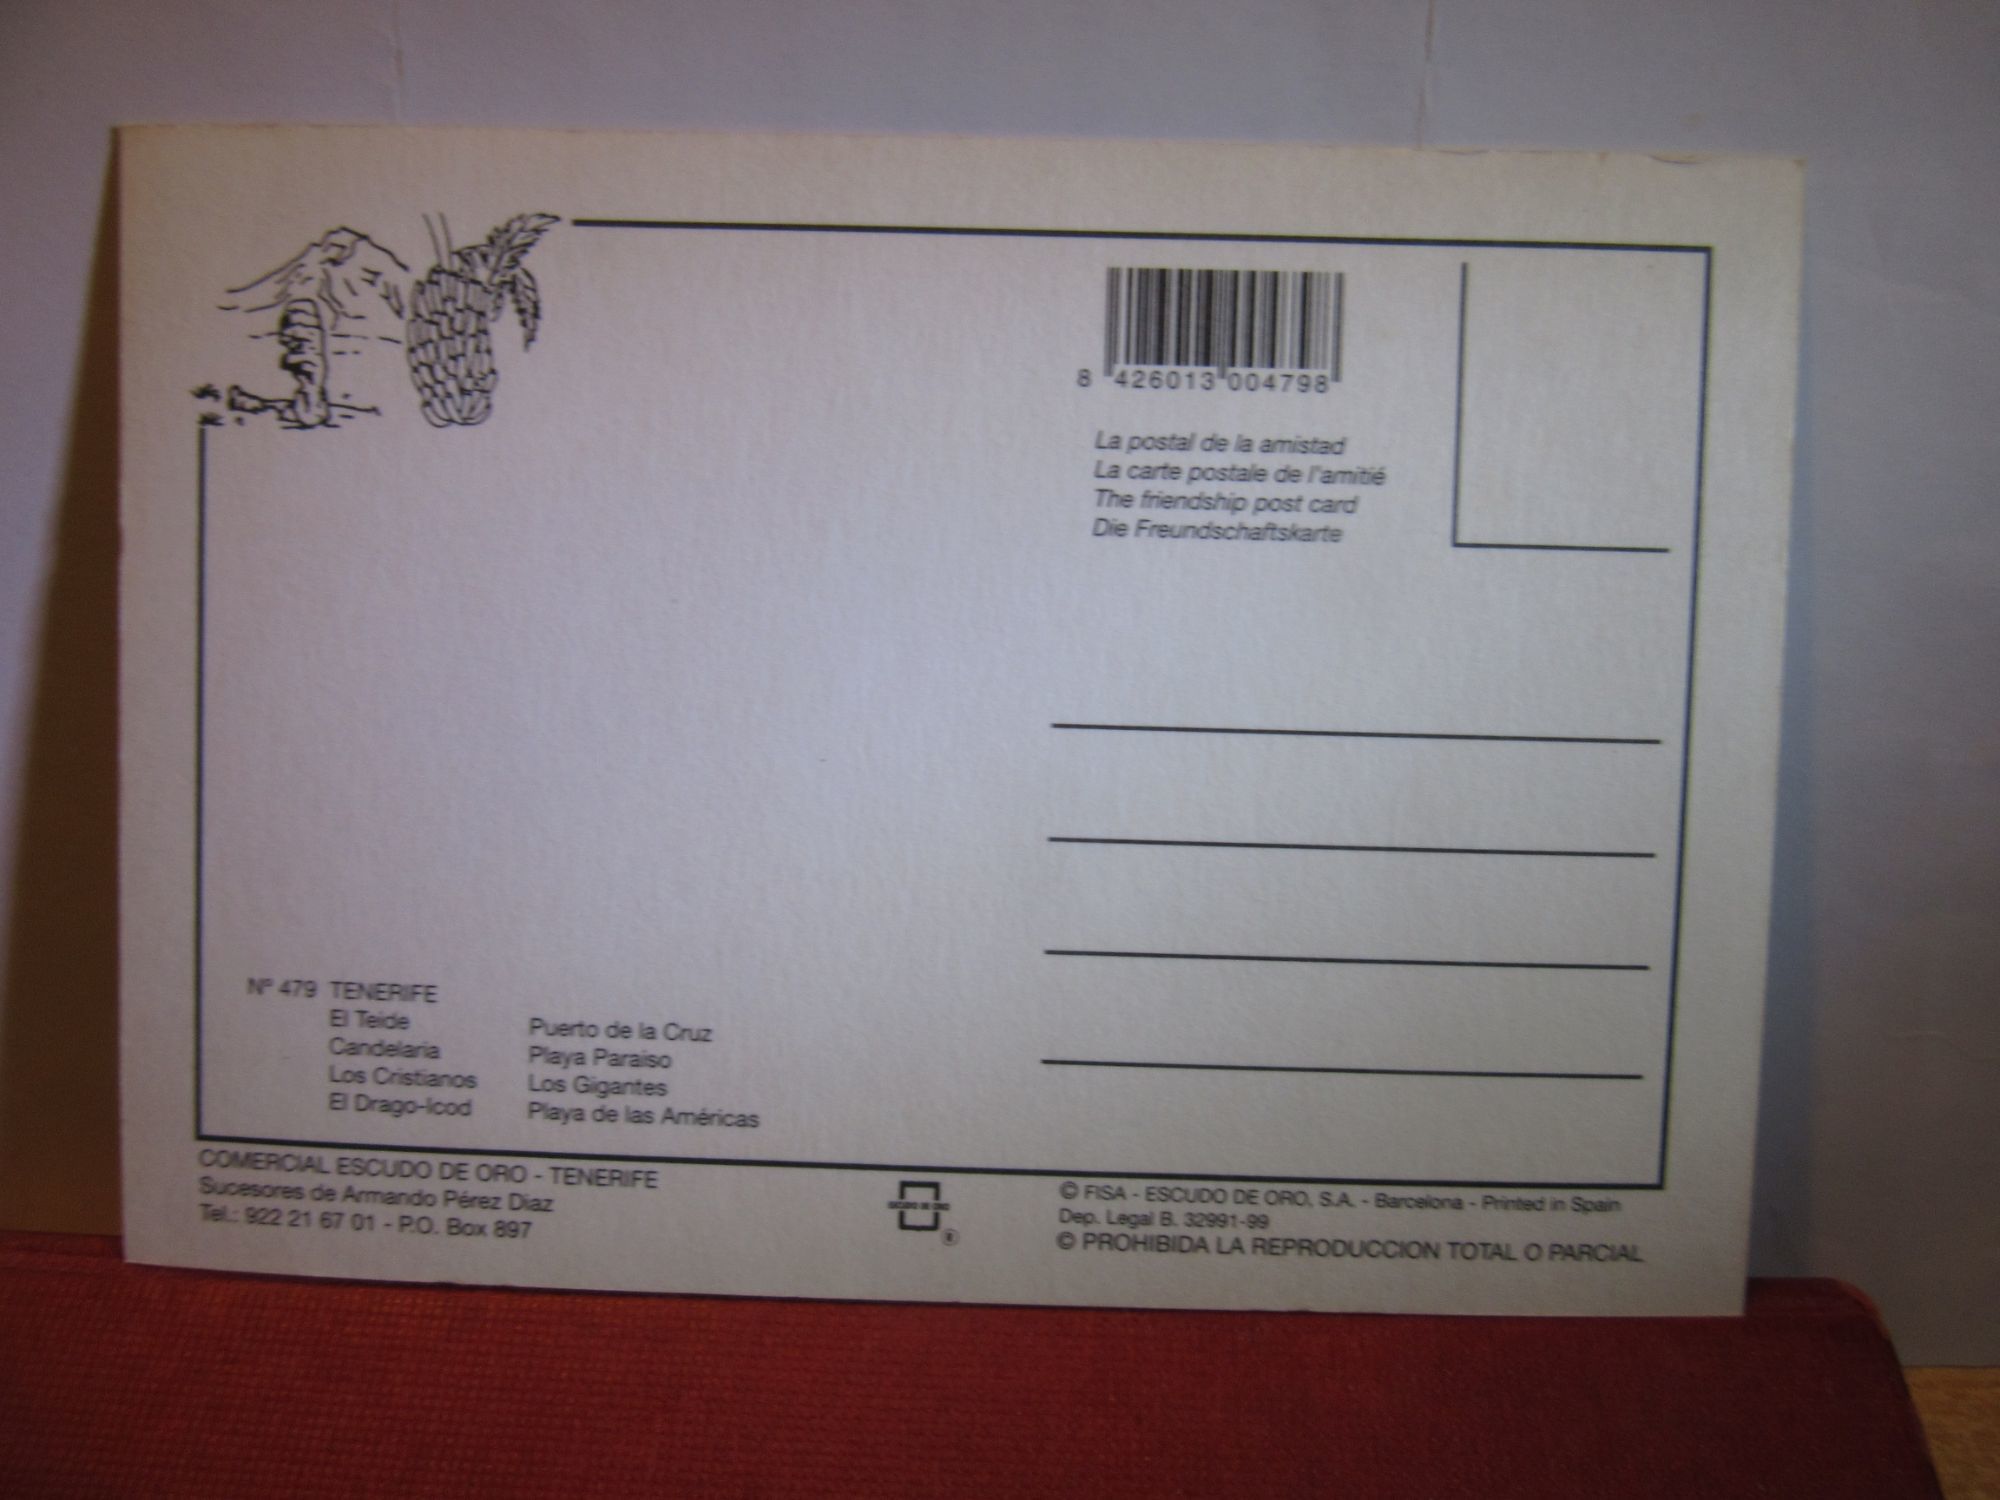 8 426013 004798
La postal de la amistad
La carte postale de l'amitié
The friendship post card
Die Freundschaftskarte
Nº 479 TENERIFE
El Teide
Candelaria
Los Cristianos
El Drago-Icod
Puerto de la Cruz
Playa Paraiso
Los Gigantes
Playa de las Américas
COMERCIAL ESCUDO DE ORO - TENERIFE
Sucesores de Armando Pérez Diaz
Tel.: 922 21 67 01 - P.O. Box 897
ESCUDO DE ORO
®
© FISA - ESCUDO DE ORO, S.A. - Barcelona - Printed in Spain
Dep. Legal B. 32991-99
© PROHIBIDA LA REPRODUCCION TOTAL O PARCIAL